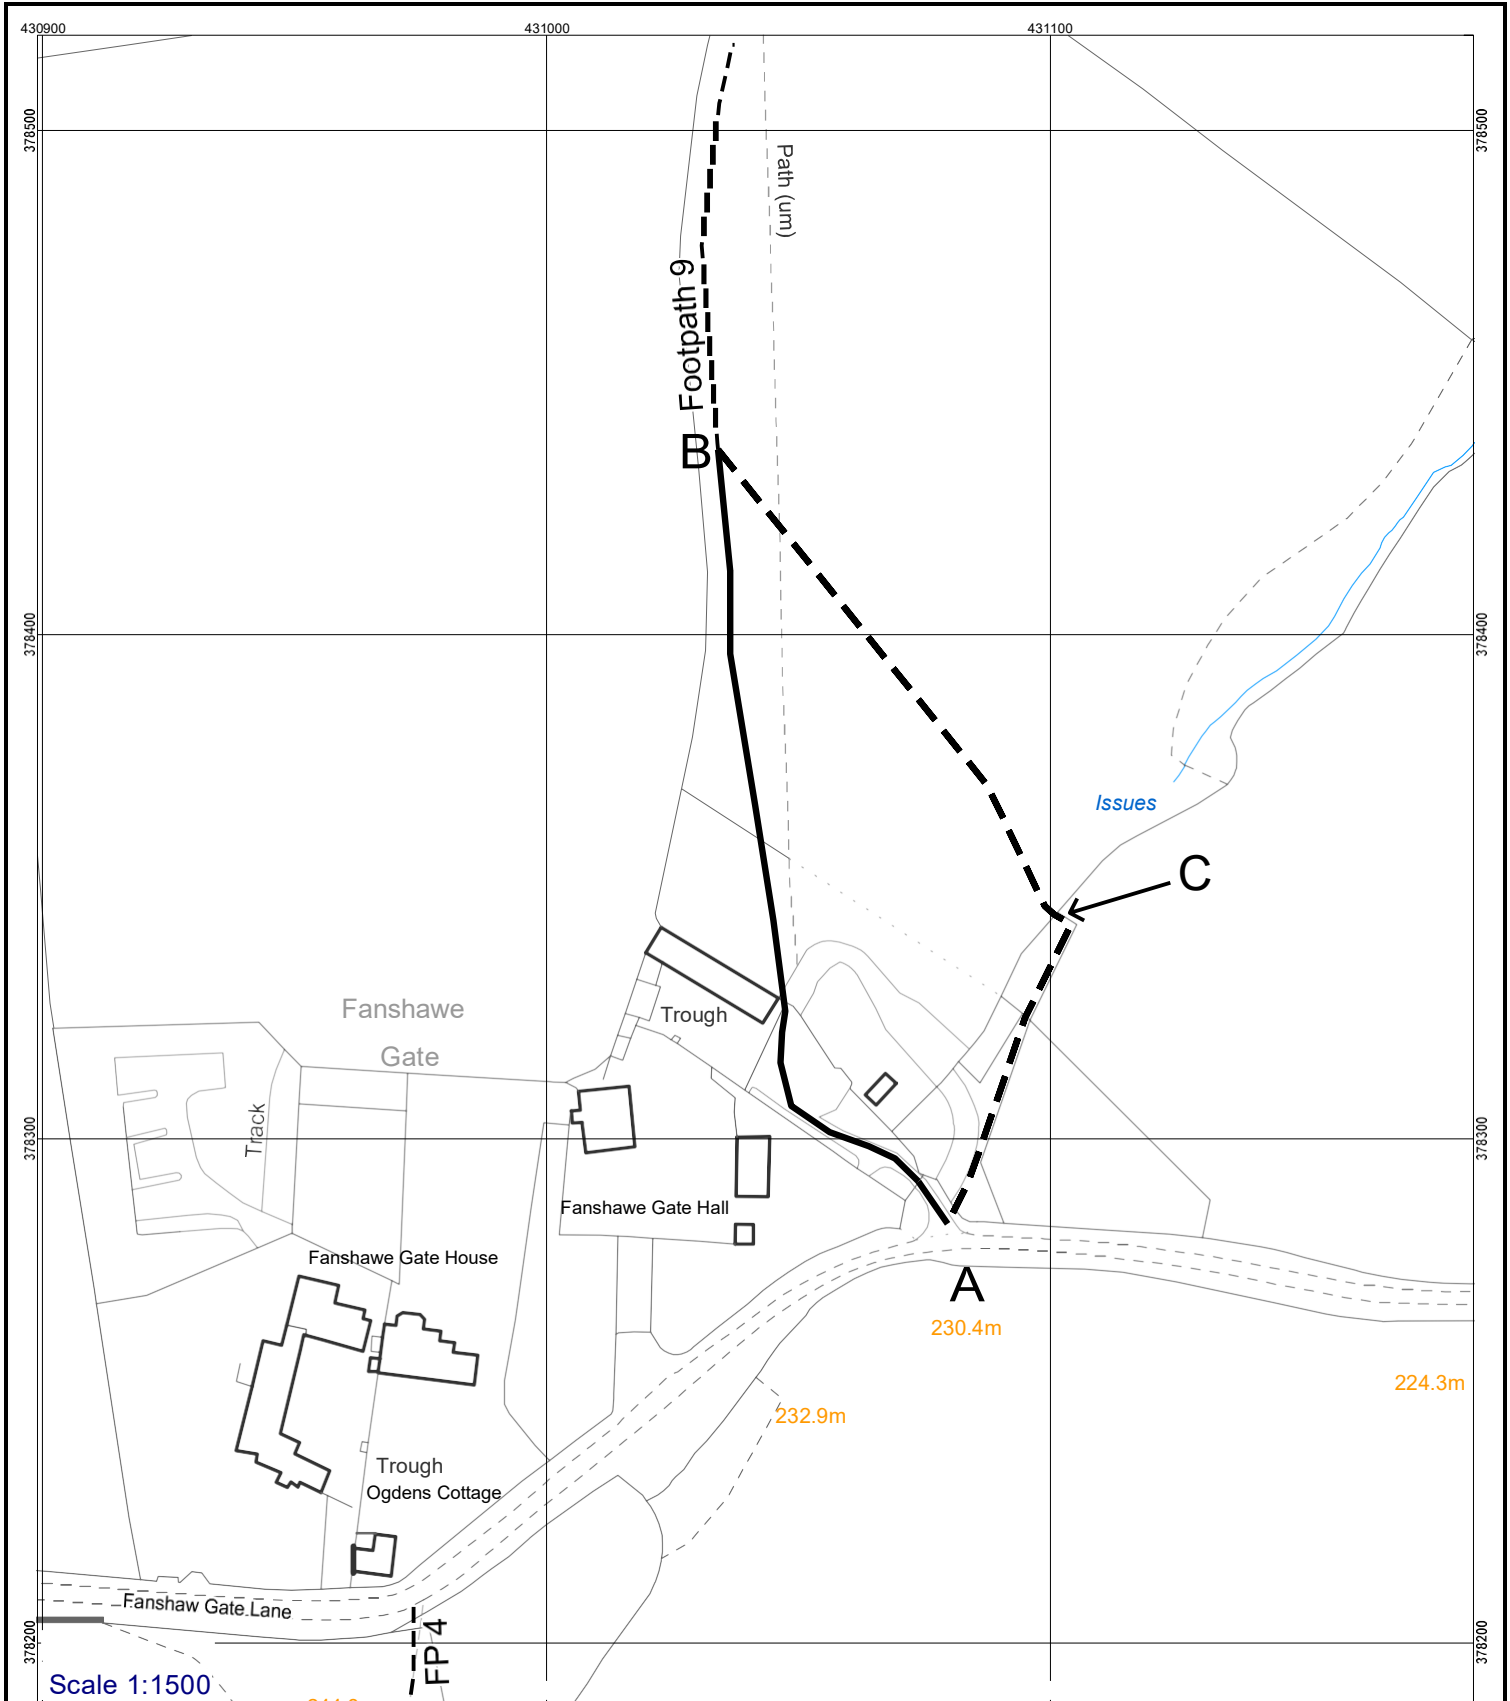 430900
431000
431100
378500
378500
Path (um)
Footpath 9
B
378400
378400
Issues
C
Fanshawe
Gate
Trough
Track
378300
378300
Fanshawe Gate Hall
Fanshawe Gate House
A
230.4m
224.3m
232.9m
Trough
Ogdens Cottage
Fanshaw Gate Lane
FP 4
378200
378200
Scale 1:1500